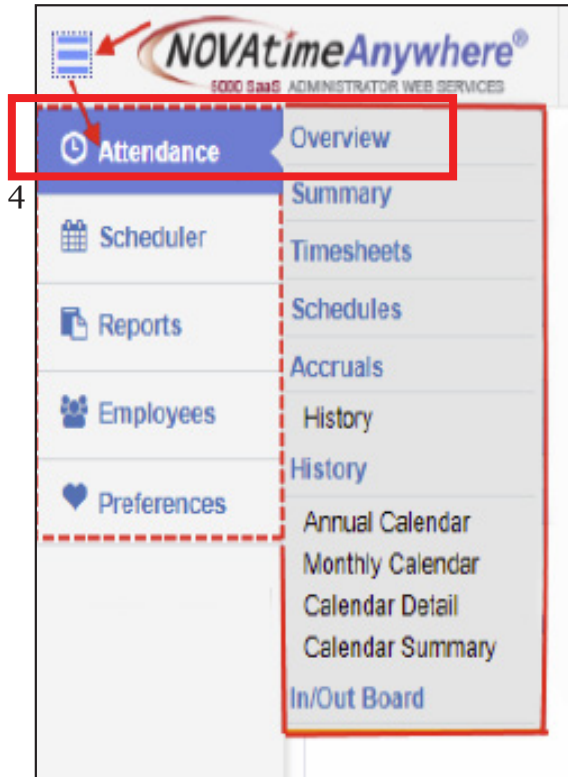 NOVAtimeAnywhere®
5000 SaaS ADMINISTRATOR WEB SERVICES
4
Attendance
Scheduler
Reports
Employees
Preferences
Overview
Summary
Timesheets
Schedules
Accruals
History
History
Annual Calendar
Monthly Calendar
Calendar Detail
Calendar Summary
In/Out Board